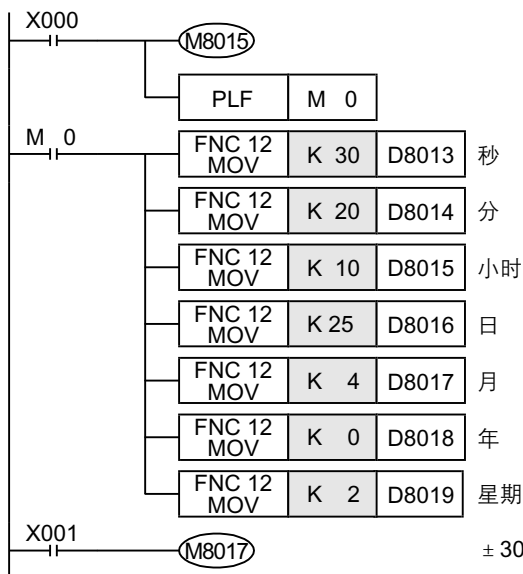 X000
M8015
PLF M 0
M 0
FNC 12 MOV K 30 D8013 秒
FNC 12 MOV K 20 D8014 分
FNC 12 MOV K 10 D8015 小时
FNC 12 MOV K 25 D8016 日
FNC 12 MOV K 4 D8017 月
FNC 12 MOV K 0 D8018 年
FNC 12 MOV K 2 D8019 星期
X001
M8017 ± 30